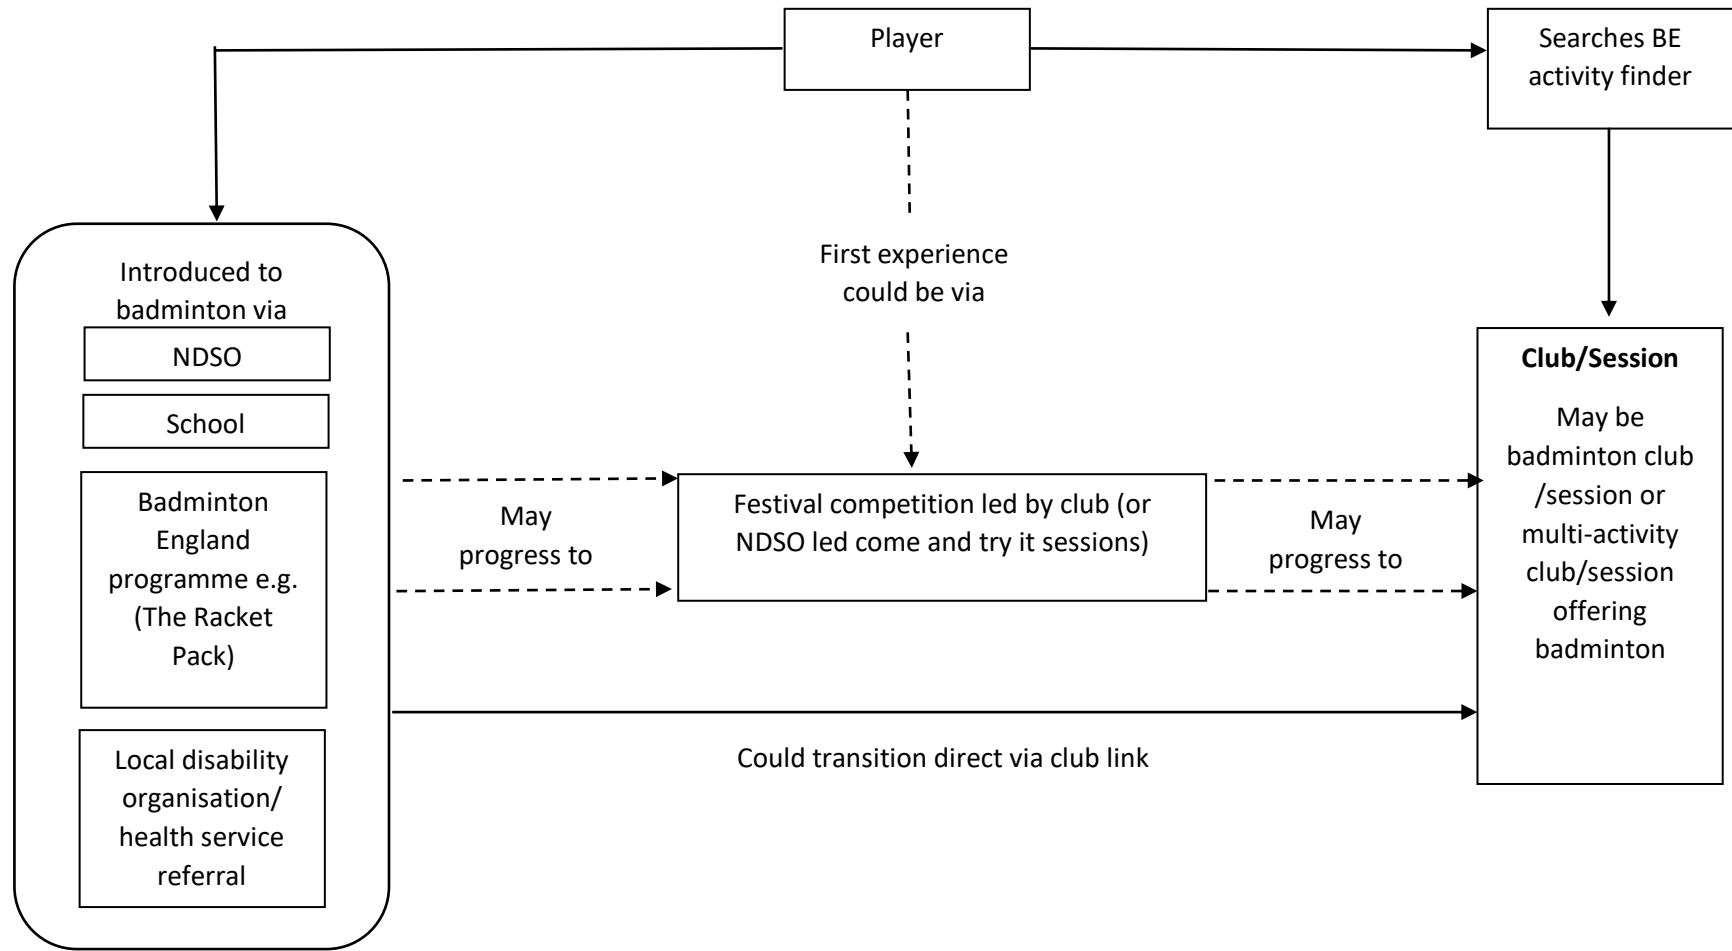 Player
Searches BE
activity finder
Introduced to
badminton via
NDSO
School
Badminton
England
programme e.g.
(The Racket
Pack)
Local disability
organisation/
health service
referral
First experience
could be via
May
progress to
Festival competition led by club (or
NDSO led come and try it sessions)
May
progress to
Could transition direct via club link
Club/Session
May be
badminton club
/session or
multi-activity
club/session
offering
badminton